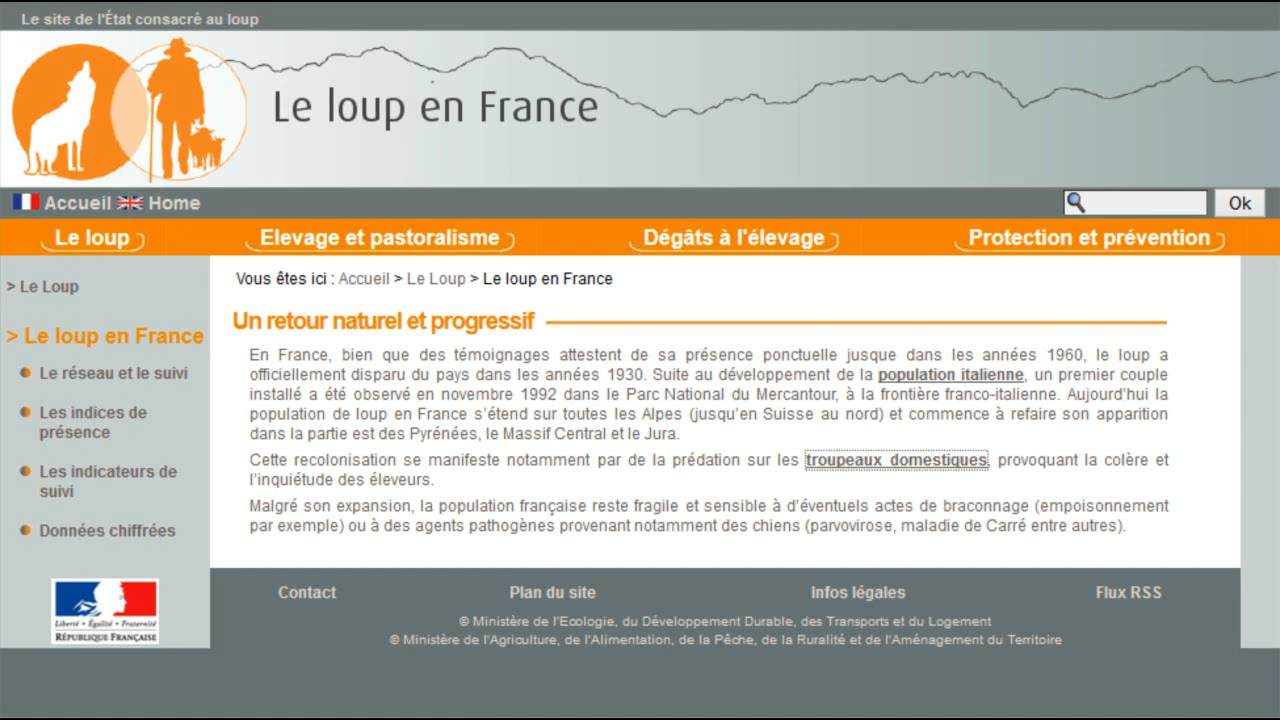 Le site de l'État consacré au loup
Le loup en France
Accueil Home
Ok
Le loup
Elevage et pastoralisme
Dégâts à l'élevage
Protection et prévention
> Le Loup
> Le loup en France
Le réseau et le suivi
Les indices de
présence
Les indicateurs de
suivi
Données chiffrées
Liberté • Égalité • Fraternité
RÉPUBLIQUE FRANÇAISE
Vous êtes ici : Accueil > Le Loup > Le loup en France
Un retour naturel et progressif
En France, bien que des témoignages attestent de sa présence ponctuelle jusque dans les années 1960, le loup a
officiellement disparu du pays dans les années 1930. Suite au développement de la population italienne, un premier couple
installé a été observé en novembre 1992 dans le Parc National du Mercantour, à la frontière franco-italienne. Aujourd'hui la
population de loup en France s'étend sur toutes les Alpes (jusqu'en Suisse au nord) et commence à refaire son apparition
dans la partie est des Pyrénées, le Massif Central et le Jura.
Cette recolonisation se manifeste notamment par de la prédation sur les troupeaux domestiques, provoquant la colère et
l'inquiétude des éleveurs.
Malgré son expansion, la population française reste fragile et sensible à d'éventuels actes de braconnage (empoisonnement
par exemple) ou à des agents pathogènes provenant notamment des chiens (parvovirose, maladie de Carré entre autres).
Contact
Plan du site
Infos légales
Flux RSS
© Ministère de l'Ecologie, du Développement Durable, des Transports et du Logement
© Ministère de l'Agriculture, de l'Alimentation, de la Pêche, de la Ruralité et de l'Aménagement du Territoire